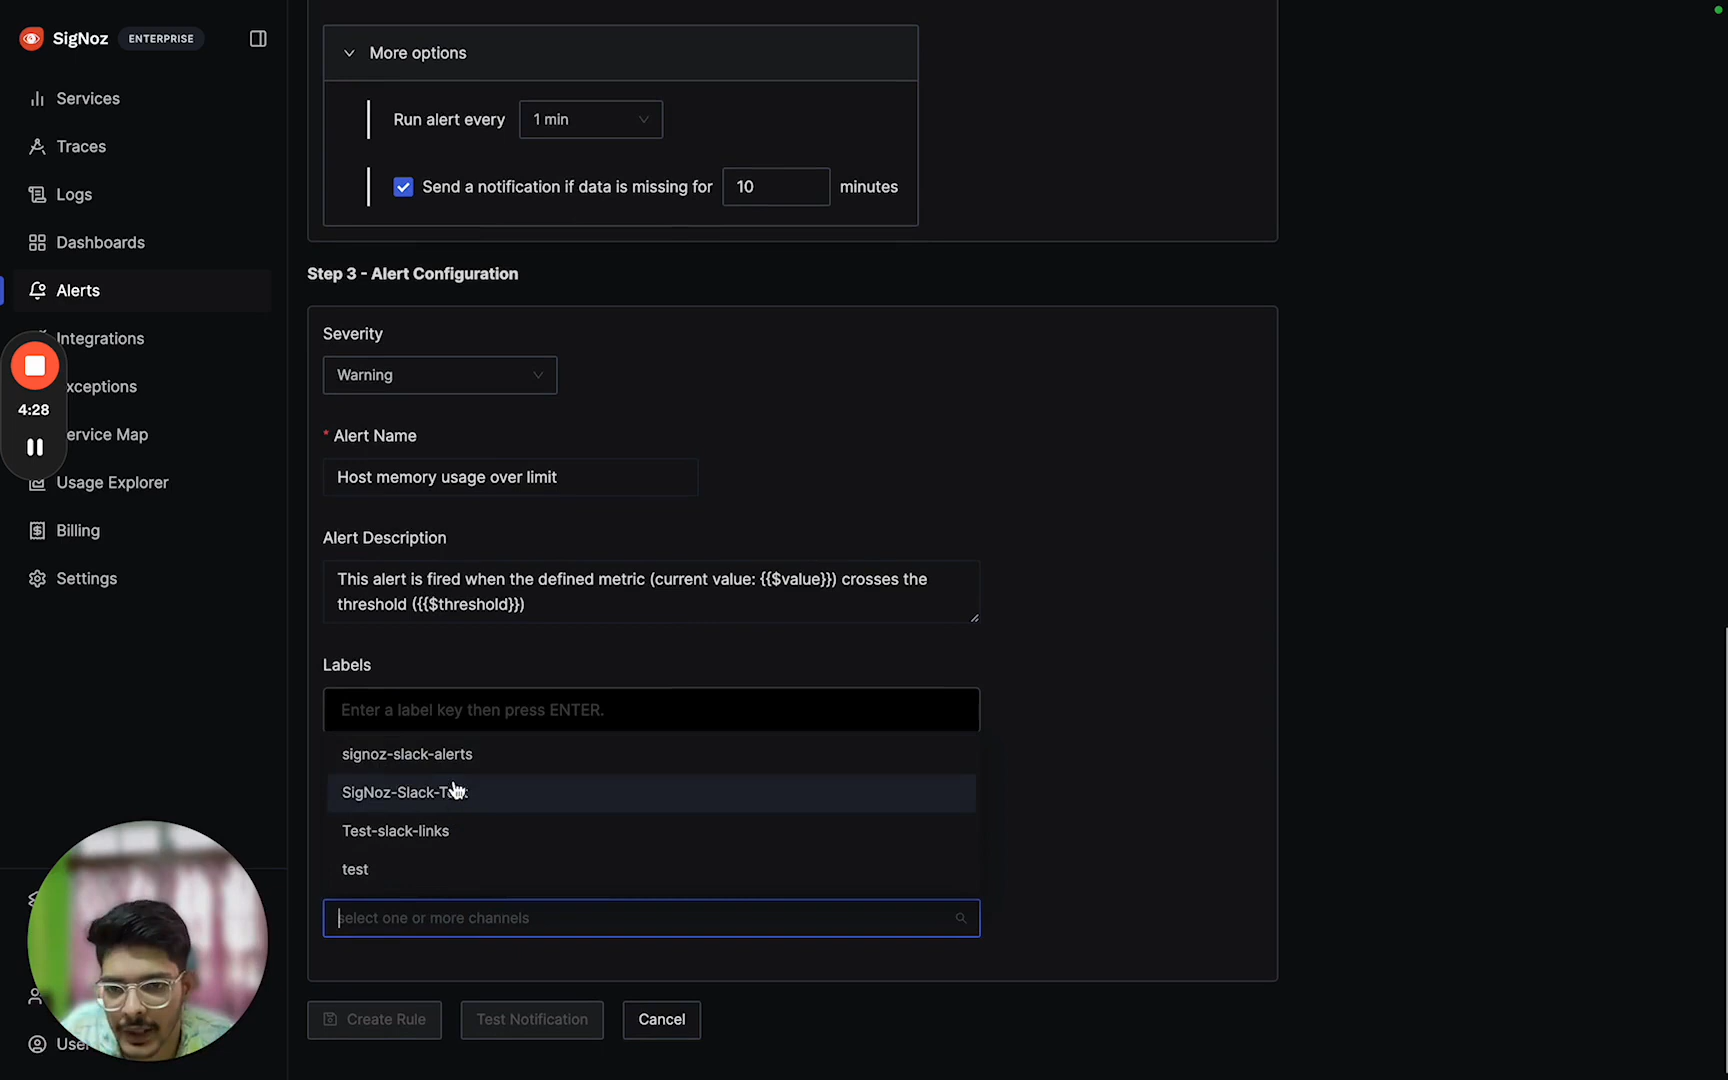 SigNoz ENTERPRISE
Services
Traces
Logs
Dashboards
Alerts
Integrations
xceptions
4:28
ervice Map
Usage Explorer
Billing
Settings
User
More options
Run alert every 1 min
Send a notification if data is missing for 10 minutes
Step 3 - Alert Configuration
Severity
Warning
* Alert Name
Host memory usage over limit
Alert Description
This alert is fired when the defined metric (current value: {{$value}}) crosses the
threshold ({{$threshold}})
Labels
Enter a label key then press ENTER.
signoz-slack-alerts
SigNoz-Slack-T
Test-slack-links
test
select one or more channels
Create Rule Test Notification Cancel